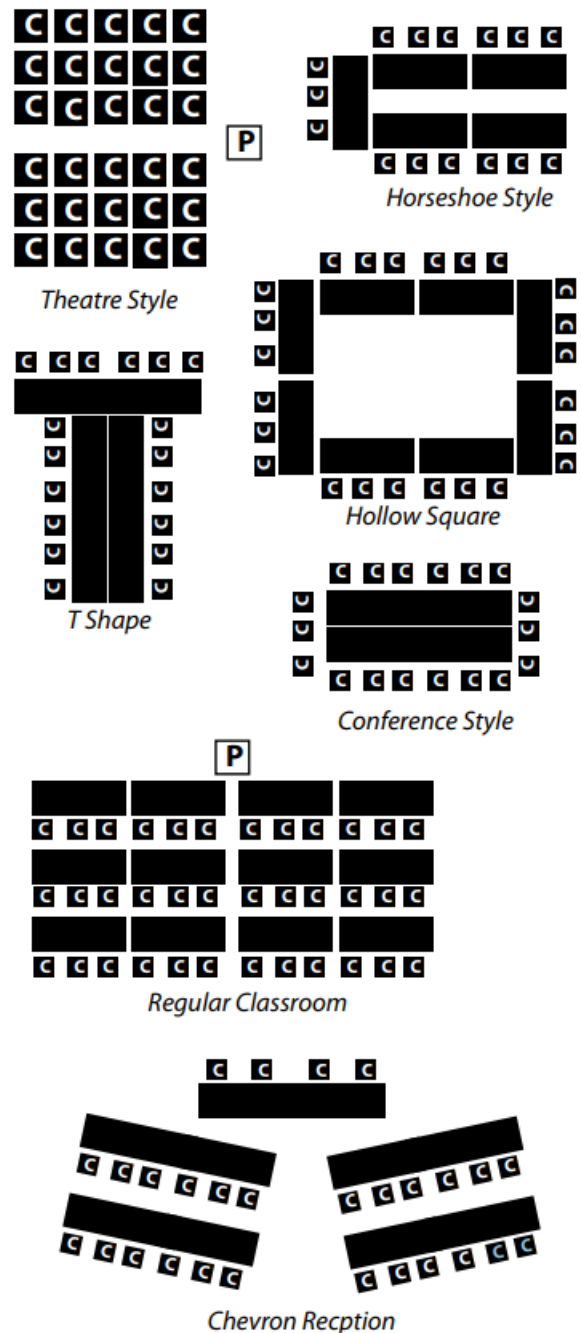 C C C C C
C C C C C
C C C C C
P
C C C C C
C C C C C
C C C C C
Theatre Style
C C C C C C
C
C
C
C C C C C C
Horseshoe Style
C C C C C C
C C
C C
C C
C C
C C
C C
C C C C C C
Hollow Square
C C C C C C
C C
C C
C C
C C
C C
C C
T Shape
C C C C C C
C C
C C
C C
C C C C C C
Conference Style
P
C C C C C C C C C C C C
C C C C C C C C C C C C
C C C C C C C C C C C C
Regular Classroom
C C C C
C C C C C C
C C C C C C
C C C C C C
C C C C C C
Chevron Recption